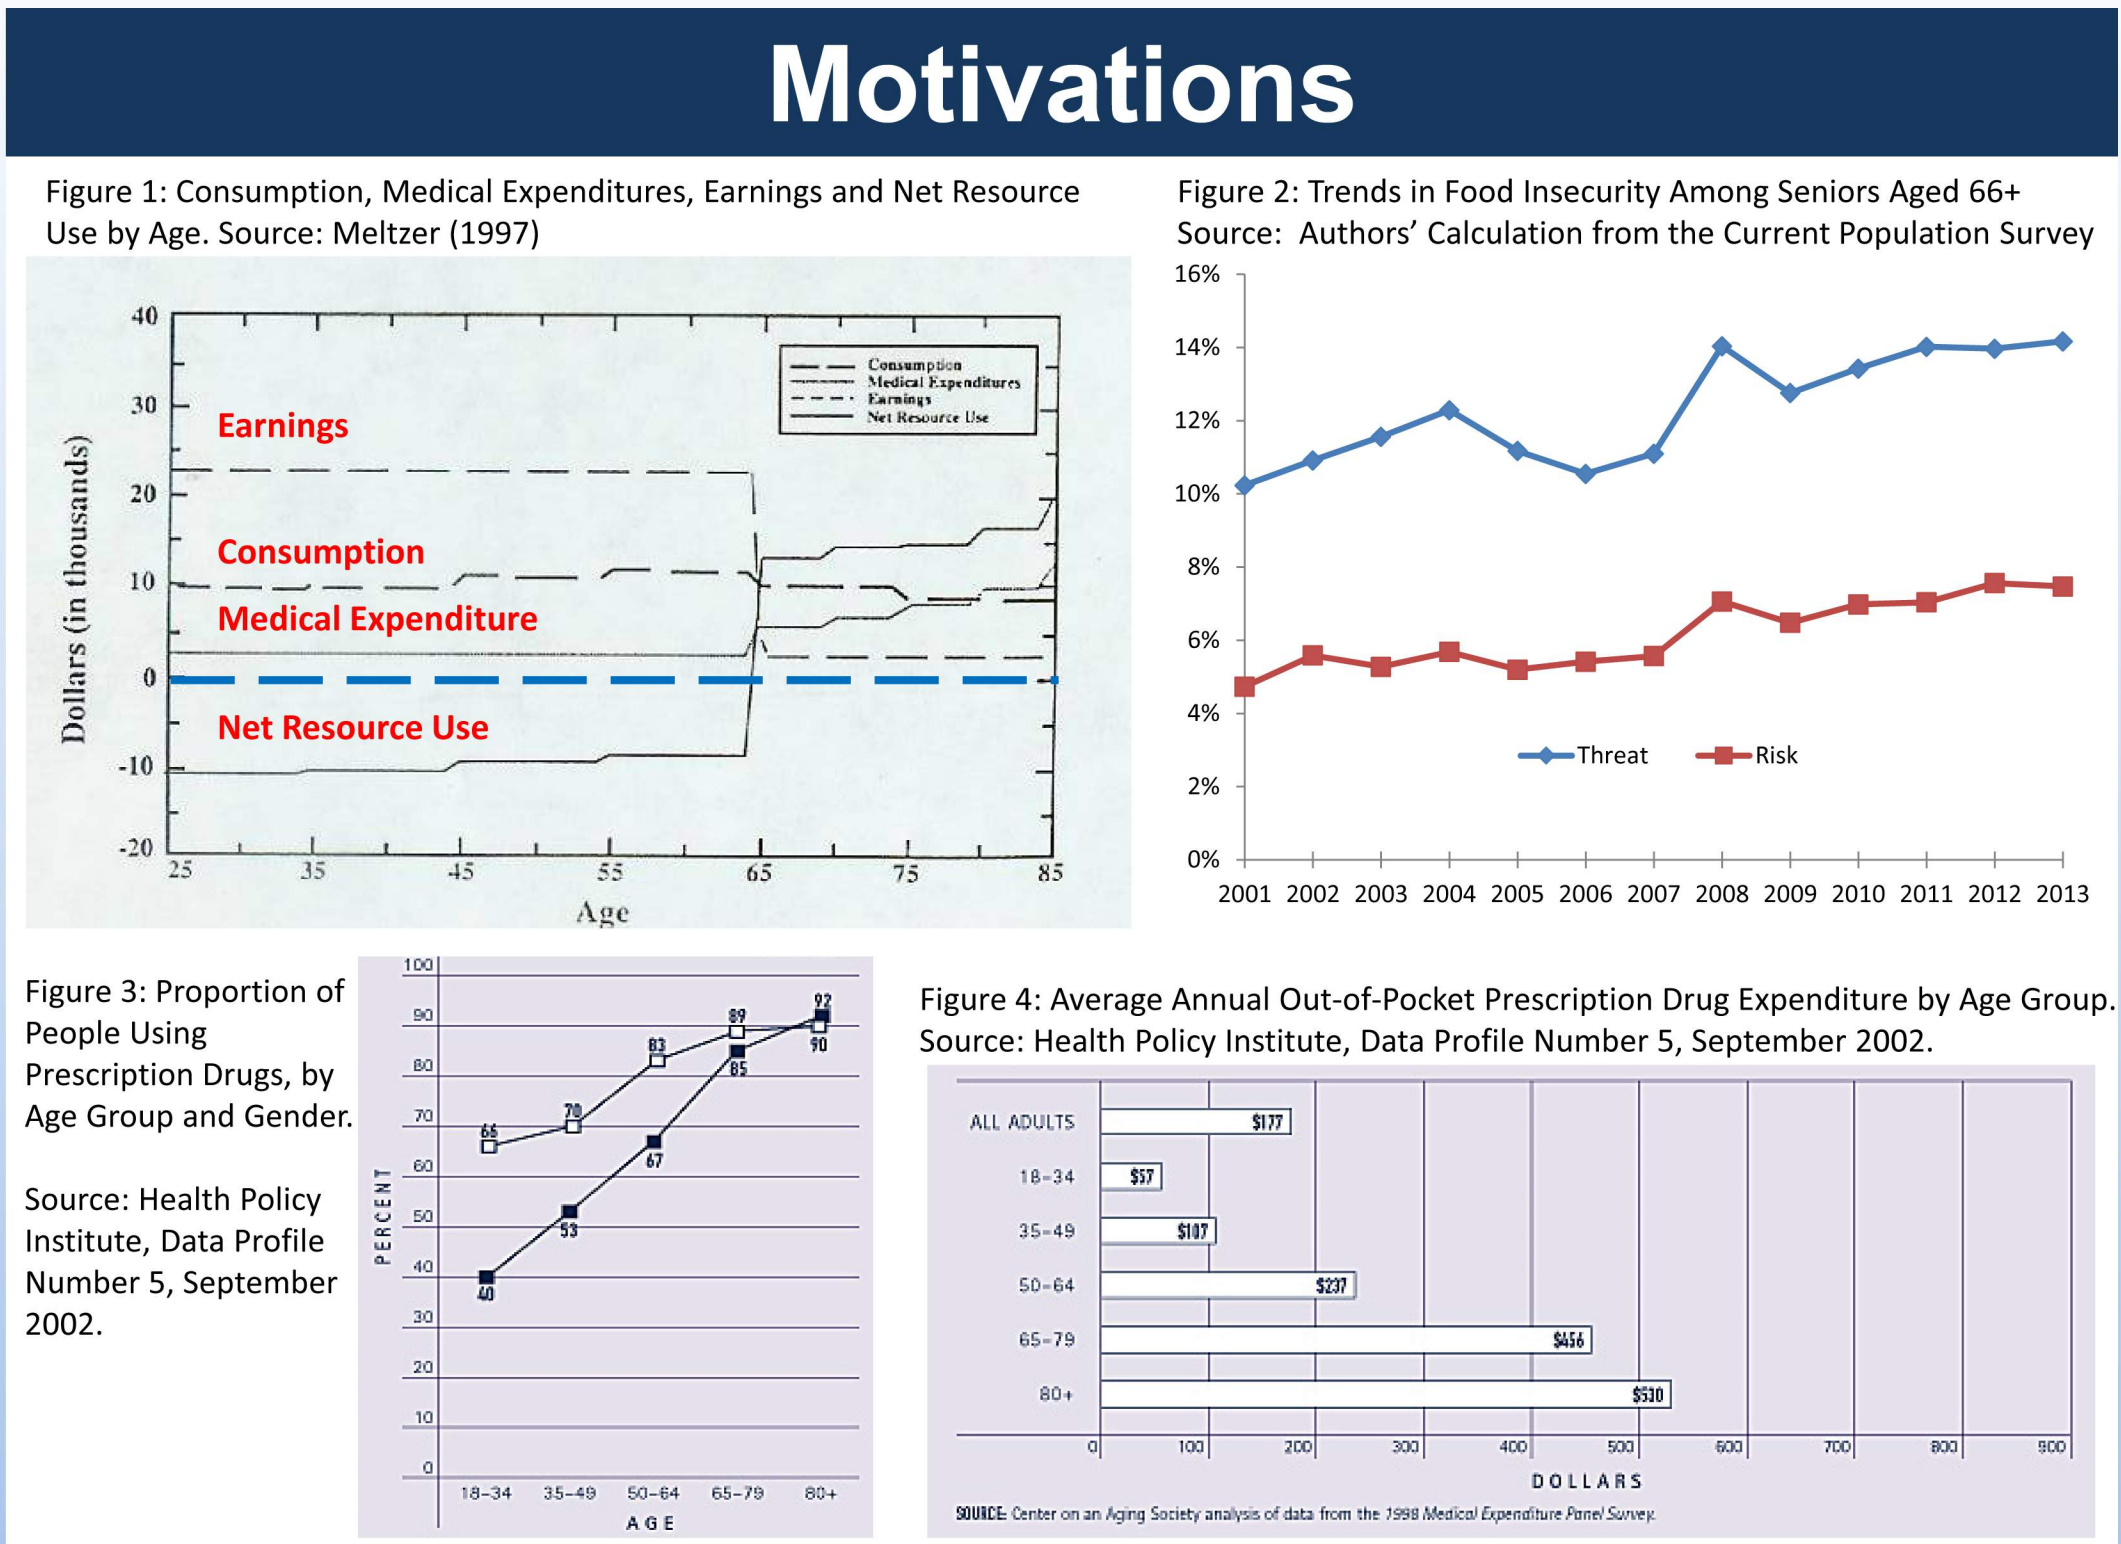 Motivations
Figure 1: Consumption, Medical Expenditures, Earnings and Net Resource
Use by Age. Source: Meltzer (1997)
40
30
20
10
0
-10
-20
Dollars (in thousands)
Consumption
Medical Expenditures
Earnings
Net Resource Use
Earnings
Consumption
Medical Expenditure
Net Resource Use
25 35 45 55 65 75 85
Age
Figure 2: Trends in Food Insecurity Among Seniors Aged 66+
Source: Authors’ Calculation from the Current Population Survey
16%
14%
12%
10%
8%
6%
4%
2%
0%
Threat Risk
2001 2002 2003 2004 2005 2006 2007 2008 2009 2010 2011 2012 2013
Figure 3: Proportion of
People Using
Prescription Drugs, by
Age Group and Gender.
Source: Health Policy
Institute, Data Profile
Number 5, September
2002.
100
90
80
70
60
50
40
30
20
10
0
PERCENT
66 70 83 89 92
40 53 67 85 90
18–34 35–49 50–64 65–79 80+
AGE
Figure 4: Average Annual Out-of-Pocket Prescription Drug Expenditure by Age Group.
Source: Health Policy Institute, Data Profile Number 5, September 2002.
ALL ADULTS $177
18–34 $57
35–49 $107
50–64 $237
65–79 $456
80+ $530
0 100 200 300 400 500 600 700 800 900
DOLLARS
SOURCE: Center on an Aging Society analysis of data from the 1998 Medical Expenditure Panel Survey.